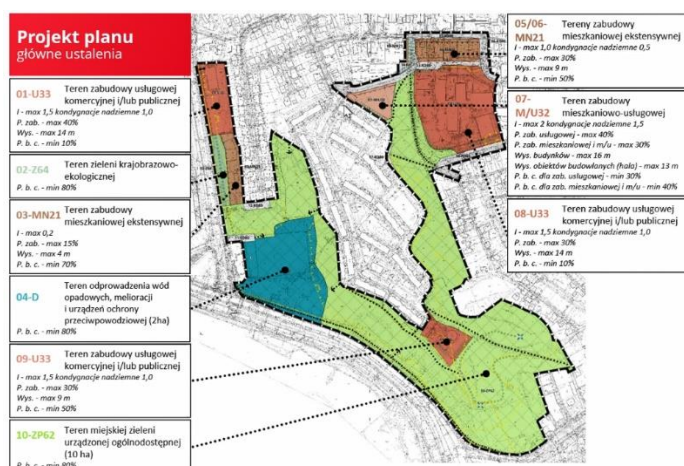 Projekt planu
główne ustalenia
01-U33 Teren zabudowy usługowej
komercyjnej i/lub publicznej
I - max 1,5 kondygnacje nadziemne 1,0
P. zab. - max 40%
Wys. - max 14 m
P. b. c. - min 10%
02-Z64 Teren zieleni krajobrazowo-
ekologicznej
P. b. c. - min 80%
03-MN21 Teren zabudowy
mieszkaniowej ekstensywnej
I - max 0,2
P. zab. - max 15%
Wys. - max 4 m
P. b. c. - min 70%
04-D Teren odprowadzenia wód
opadowych, melioracji
i urządzeń ochrony
przeciwpowodziowej (2ha)
P. b. c. - min 80%
09-U33 Teren zabudowy usługowej
komercyjnej i/lub publicznej
I - max 1,5 kondygnacje nadziemne 1,0
P. zab. - max 30%
Wys. - max 9 m
P. b. c. - min 50%
10-ZP62 Teren miejskiej zieleni
urządzonej ogólnodostępnej
(10 ha)
P. b. c. - min 80%
05/06- Tereny zabudowy
MN21 mieszkaniowej ekstensywnej
I - max 1,0 kondygnacje nadziemne 0,5
P. zab. - max 30%
Wys. - max 9 m
P. b. c. - min 50%
07- Teren zabudowy
M/U32 mieszkaniowo-usługowej
I - max 2 kondygnacje nadziemne 1,5
P. zab. usługowej - max 40%
P. zab. mieszkaniowej i m/u - max 30%
Wys. budynków - max 16 m
Wys. obiektów budowlanych (hala) - max 13 m
P. b. c. dla zab. usługowej - min 30%
P. b. c. dla zab. mieszkaniowej i m/u - min 40%
08-U33 Teren zabudowy usługowej
komercyjnej i/lub publicznej
I - max 1,5 kondygnacje nadziemne 1,0
P. zab. - max 30%
Wys. - max 14 m
P. b. c. - min 10%